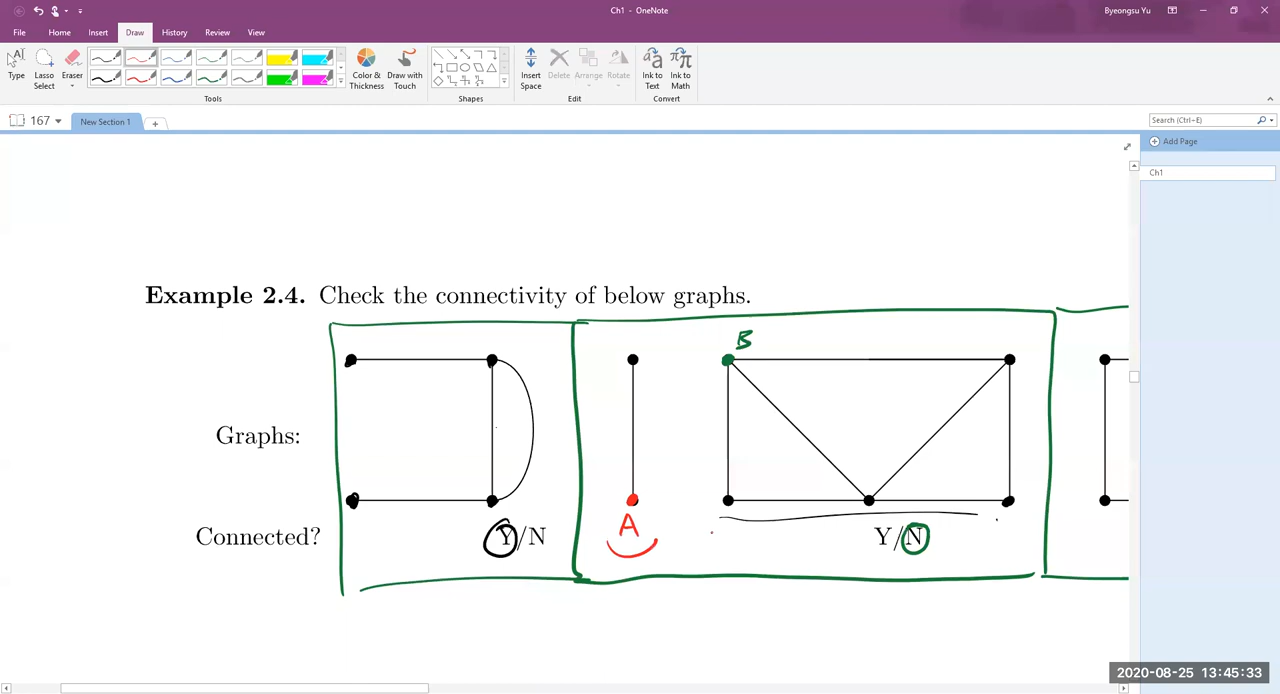 Ch1 - OneNote
Byeongsu Yu
File Home Insert Draw History Review View
Type
Lasso Select
Eraser
Color & Thickness
Draw with Touch
Insert Space
Delete
Arrange
Rotate
Ink to Text
Ink to Math
Tools
Shapes
Edit
Convert
167
New Section 1
Search (Ctrl+E)
Add Page
Ch1
Example 2.4. Check the connectivity of below graphs.
B
Graphs:
A
Connected? Y/N Y/N
2020-08-25 13:45:33